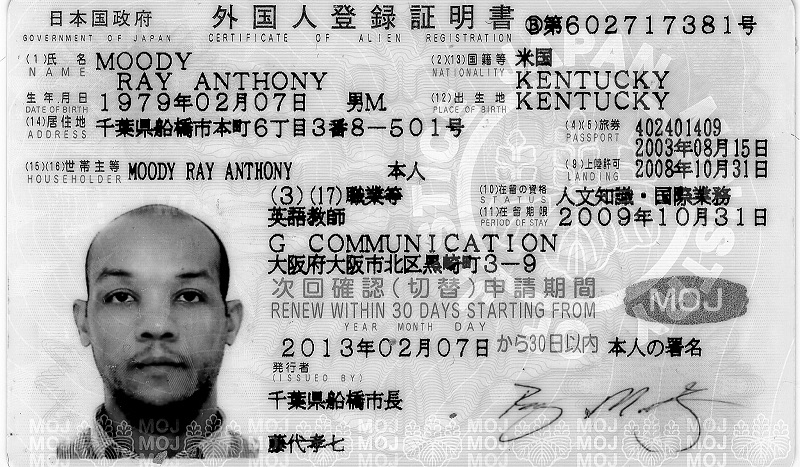 日本国政府 外国人登録証明書 Ⓑ第602717381号
GOVERNMENT OF JAPAN CERTIFICATE OF ALIEN REGISTRATION
(1)氏名 NAME MOODY RAY ANTHONY
(2)(13)国籍等 NATIONALITY 米国 KENTUCKY
生年月日 DATE OF BIRTH 1979年02月07日 男M.
(12)出生地 PLACE OF BIRTH KENTUCKY
(14)居住地 ADDRESS 千葉県船橋市本町6丁目3番8-501号
(4)(5)旅券 PASSPORT 402401409
2003年08月15日
(15)(16)世帯主等 HOUSEHOLDER MOODY RAY ANTHONY 本人
(9)上陸許可 LANDING 2008年10月31日
(3)(17)職業等
英語教師
(10)在留の資格 STATUS 人文知識・国際業務
(11)在留期限 PERIOD OF STAY 2009年10月31日
G COMMUNICATION
大阪府大阪市北区黒崎町3-9
次回確認(切替)申請期間
RENEW WITHIN 30 DAYS STARTING FROM
YEAR MONTH DAY
MOJ
2013年02月07日 から30日以内 本人の署名
発行者
(ISSUED BY)
千葉県船橋市長
藤代孝七
MOJ MOJ MOJ MOJ MOJ MOJ